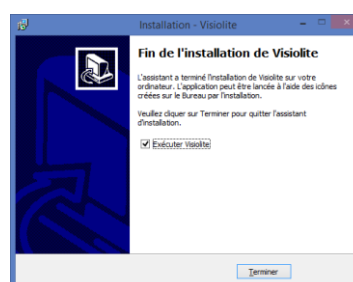 Installation - Visiolite
Fin de l'installation de Visiolite
L'assistant a terminé l'installation de Visiolite sur votre
ordinateur. L'application peut être lancée à l'aide des icônes
créées sur le Bureau par l'installation.
Veuillez cliquer sur Terminer pour quitter l'assistant
d'installation.
Exécuter Visiolite
Terminer